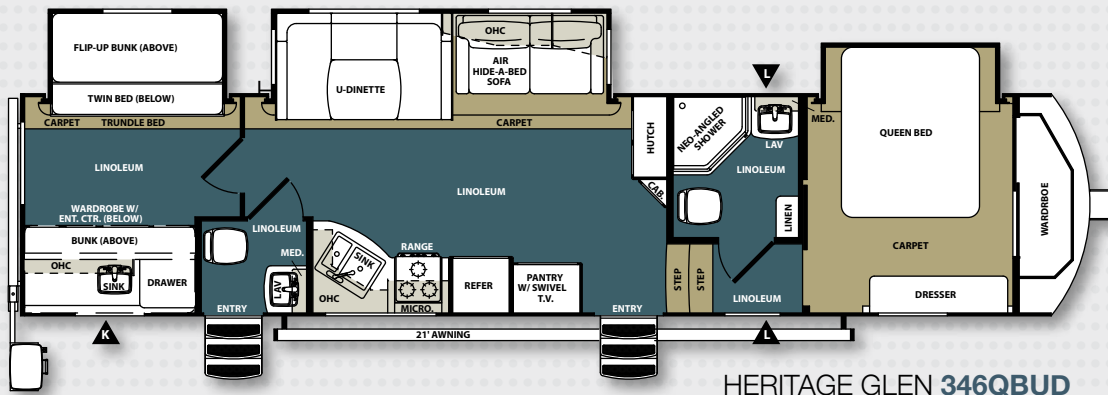 FLIP-UP BUNK (ABOVE)
TWIN BED (BELOW)
CARPET TRUNDLE BED
LINOLEUM
WARDROBE W/
ENT. CTR. (BELOW)
BUNK (ABOVE)
OHC
SINK
DRAWER
K
U-DINETTE
OHC
AIR
HIDE-A-BED
SOFA
CARPET
LINOLEUM
HUTCH
CAB.
LINOLEUM
MED.
LAV
ENTRY
SINK
OHC
RANGE
MICRO.
REFER
PANTRY
W/ SWIVEL
T.V.
ENTRY
21' AWNING
L
NEO-ANGLED
SHOWER
LAV
MED.
LINOLEUM
LINEN
STEP
STEP
LINOLEUM
L
QUEEN BED
CARPET
DRESSER
WARDRBOE
HERITAGE GLEN 346QBUD